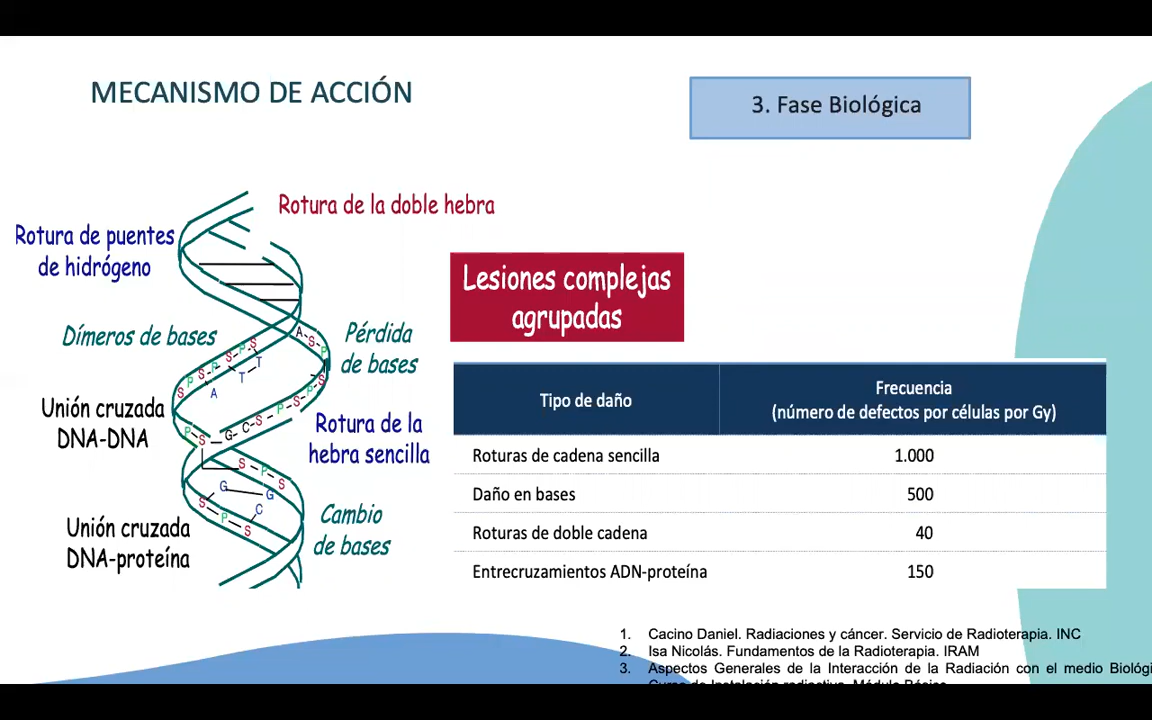 MECANISMO DE ACCIÓN
3. Fase Biológica
Rotura de la doble hebra
Rotura de puentes
de hidrógeno
Lesiones complejas
agrupadas
Dímeros de bases
Pérdida
de bases
Unión cruzada
DNA-DNA
Rotura de la
hebra sencilla
Unión cruzada
DNA-proteína
Cambio
de bases
Tipo de daño
Frecuencia
(número de defectos por células por Gy)
Roturas de cadena sencilla 1.000
Daño en bases 500
Roturas de doble cadena 40
Entrecruzamientos ADN-proteína 150
1. Cacino Daniel. Radiaciones y cáncer. Servicio de Radioterapia. INC
2. Isa Nicolás. Fundamentos de la Radioterapia. IRAM
3. Aspectos Generales de la Interacción de la Radiación con el medio Biológi